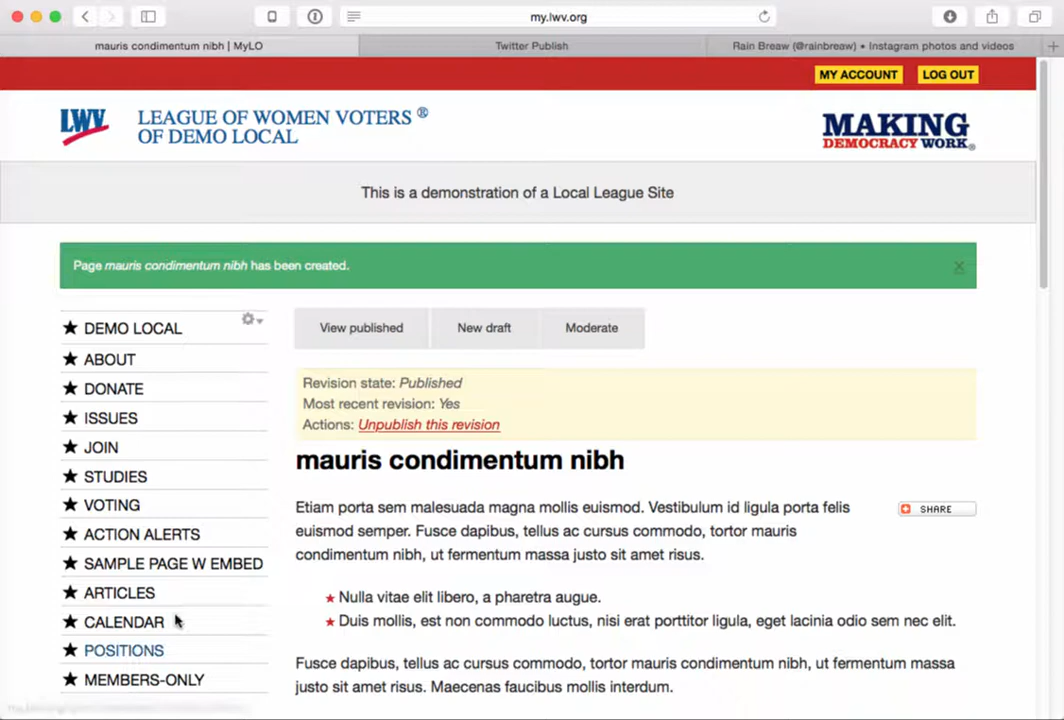 my.lwv.org
mauris condimentum nibh | MyLO
Twitter Publish
Rain Breaw (@rainbreaw) • Instagram photos and videos
MY ACCOUNT
LOG OUT
LWV
LEAGUE OF WOMEN VOTERS ®
OF DEMO LOCAL
MAKING
DEMOCRACY WORK®
This is a demonstration of a Local League Site
Page mauris condimentum nibh has been created.
×
★ DEMO LOCAL
★ ABOUT
★ DONATE
★ ISSUES
★ JOIN
★ STUDIES
★ VOTING
★ ACTION ALERTS
★ SAMPLE PAGE W EMBED
★ ARTICLES
★ CALENDAR
★ POSITIONS
★ MEMBERS-ONLY
View published
New draft
Moderate
Revision state: Published
Most recent revision: Yes
Actions: Unpublish this revision
mauris condimentum nibh
SHARE
Etiam porta sem malesuada magna mollis euismod. Vestibulum id ligula porta felis
euismod semper. Fusce dapibus, tellus ac cursus commodo, tortor mauris
condimentum nibh, ut fermentum massa justo sit amet risus.
★ Nulla vitae elit libero, a pharetra augue.
★ Duis mollis, est non commodo luctus, nisi erat porttitor ligula, eget lacinia odio sem nec elit.
Fusce dapibus, tellus ac cursus commodo, tortor mauris condimentum nibh, ut fermentum massa
justo sit amet risus. Maecenas faucibus mollis interdum.